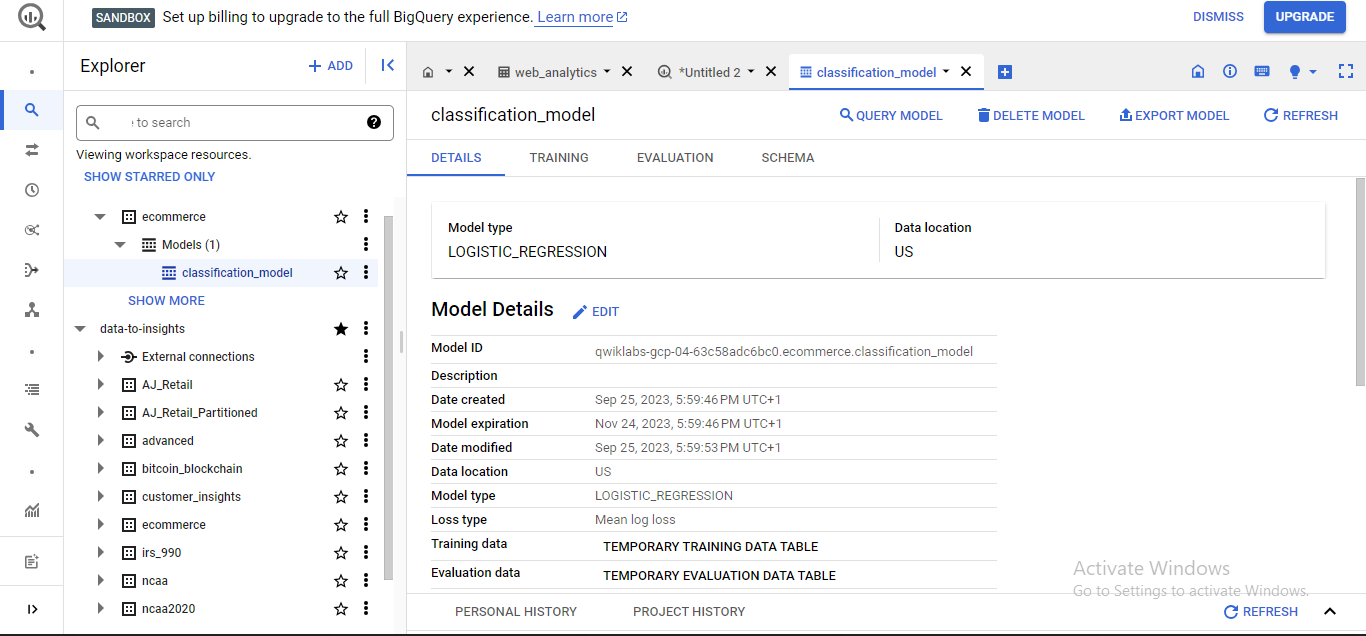 SANDBOX Set up billing to upgrade to the full BigQuery experience. Learn more
DISMISS UPGRADE
Explorer
+ ADD
web_analytics
*Untitled 2
classification_model
to search
Viewing workspace resources.
SHOW STARRED ONLY
ecommerce
Models (1)
classification_model
SHOW MORE
data-to-insights
External connections
AJ_Retail
AJ_Retail_Partitioned
advanced
bitcoin_blockchain
customer_insights
ecommerce
irs_990
ncaa
ncaa2020
classification_model
QUERY MODEL DELETE MODEL EXPORT MODEL REFRESH
DETAILS TRAINING EVALUATION SCHEMA
Model type Data location
LOGISTIC_REGRESSION US
Model Details EDIT
Model ID qwiklabs-gcp-04-63c58adc6bc0.ecommerce.classification_model
Description
Date created Sep 25, 2023, 5:59:46 PM UTC+1
Model expiration Nov 24, 2023, 5:59:46 PM UTC+1
Date modified Sep 25, 2023, 5:59:53 PM UTC+1
Data location US
Model type LOGISTIC_REGRESSION
Loss type Mean log loss
Training data TEMPORARY TRAINING DATA TABLE
Evaluation data TEMPORARY EVALUATION DATA TABLE
Activate Windows
Go to Settings to activate Windows.
PERSONAL HISTORY PROJECT HISTORY REFRESH